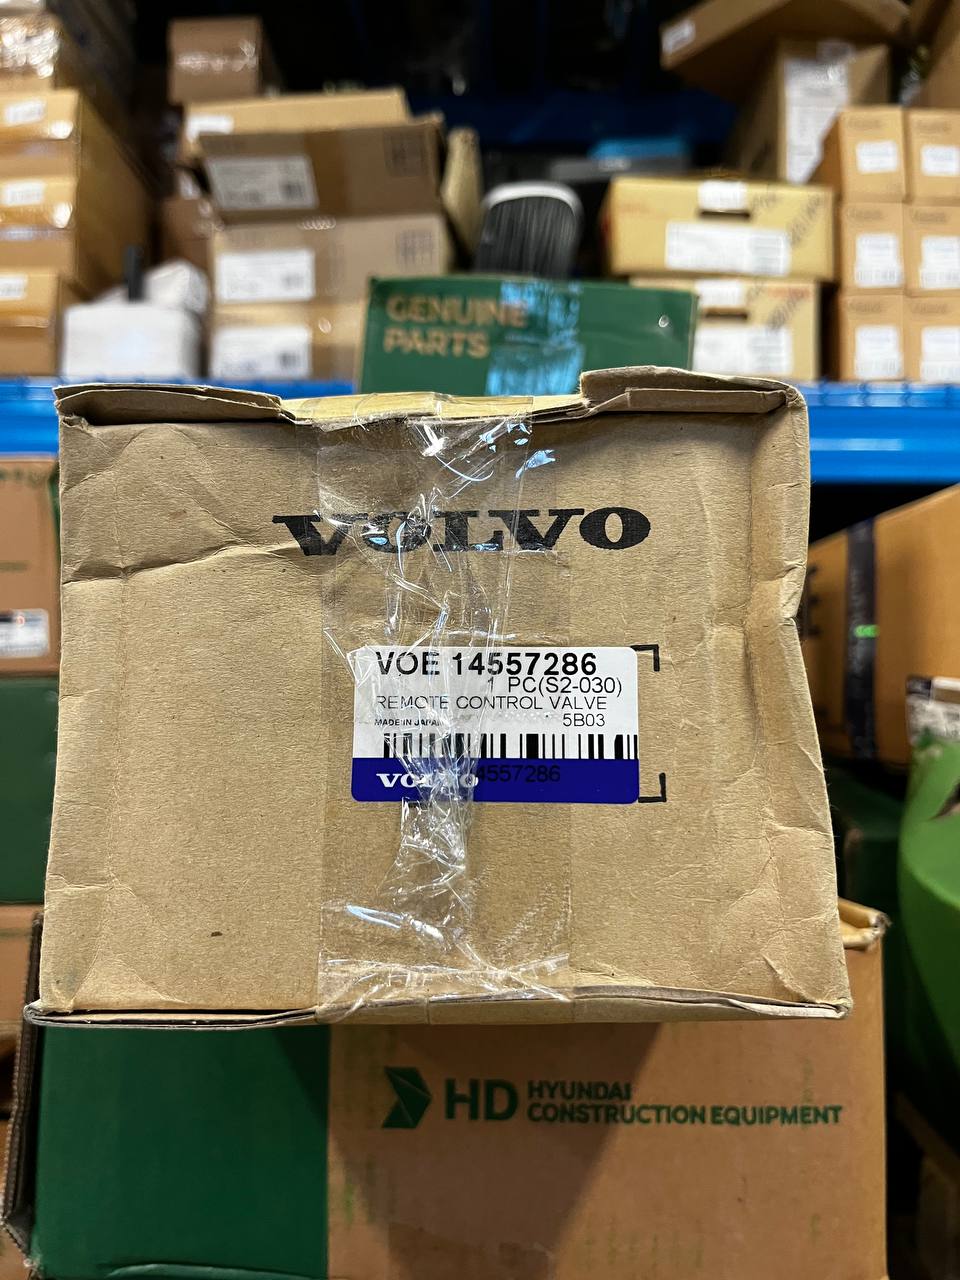 GENUINE
PARTS
VOLVO
VOE 14557286
1 PC(S2-030)
REMOTE CONTROL VALVE
MADE IN JAPAN
5B03
VOLVO
4557286
HD HYUNDAI
CONSTRUCTION EQUIPMENT